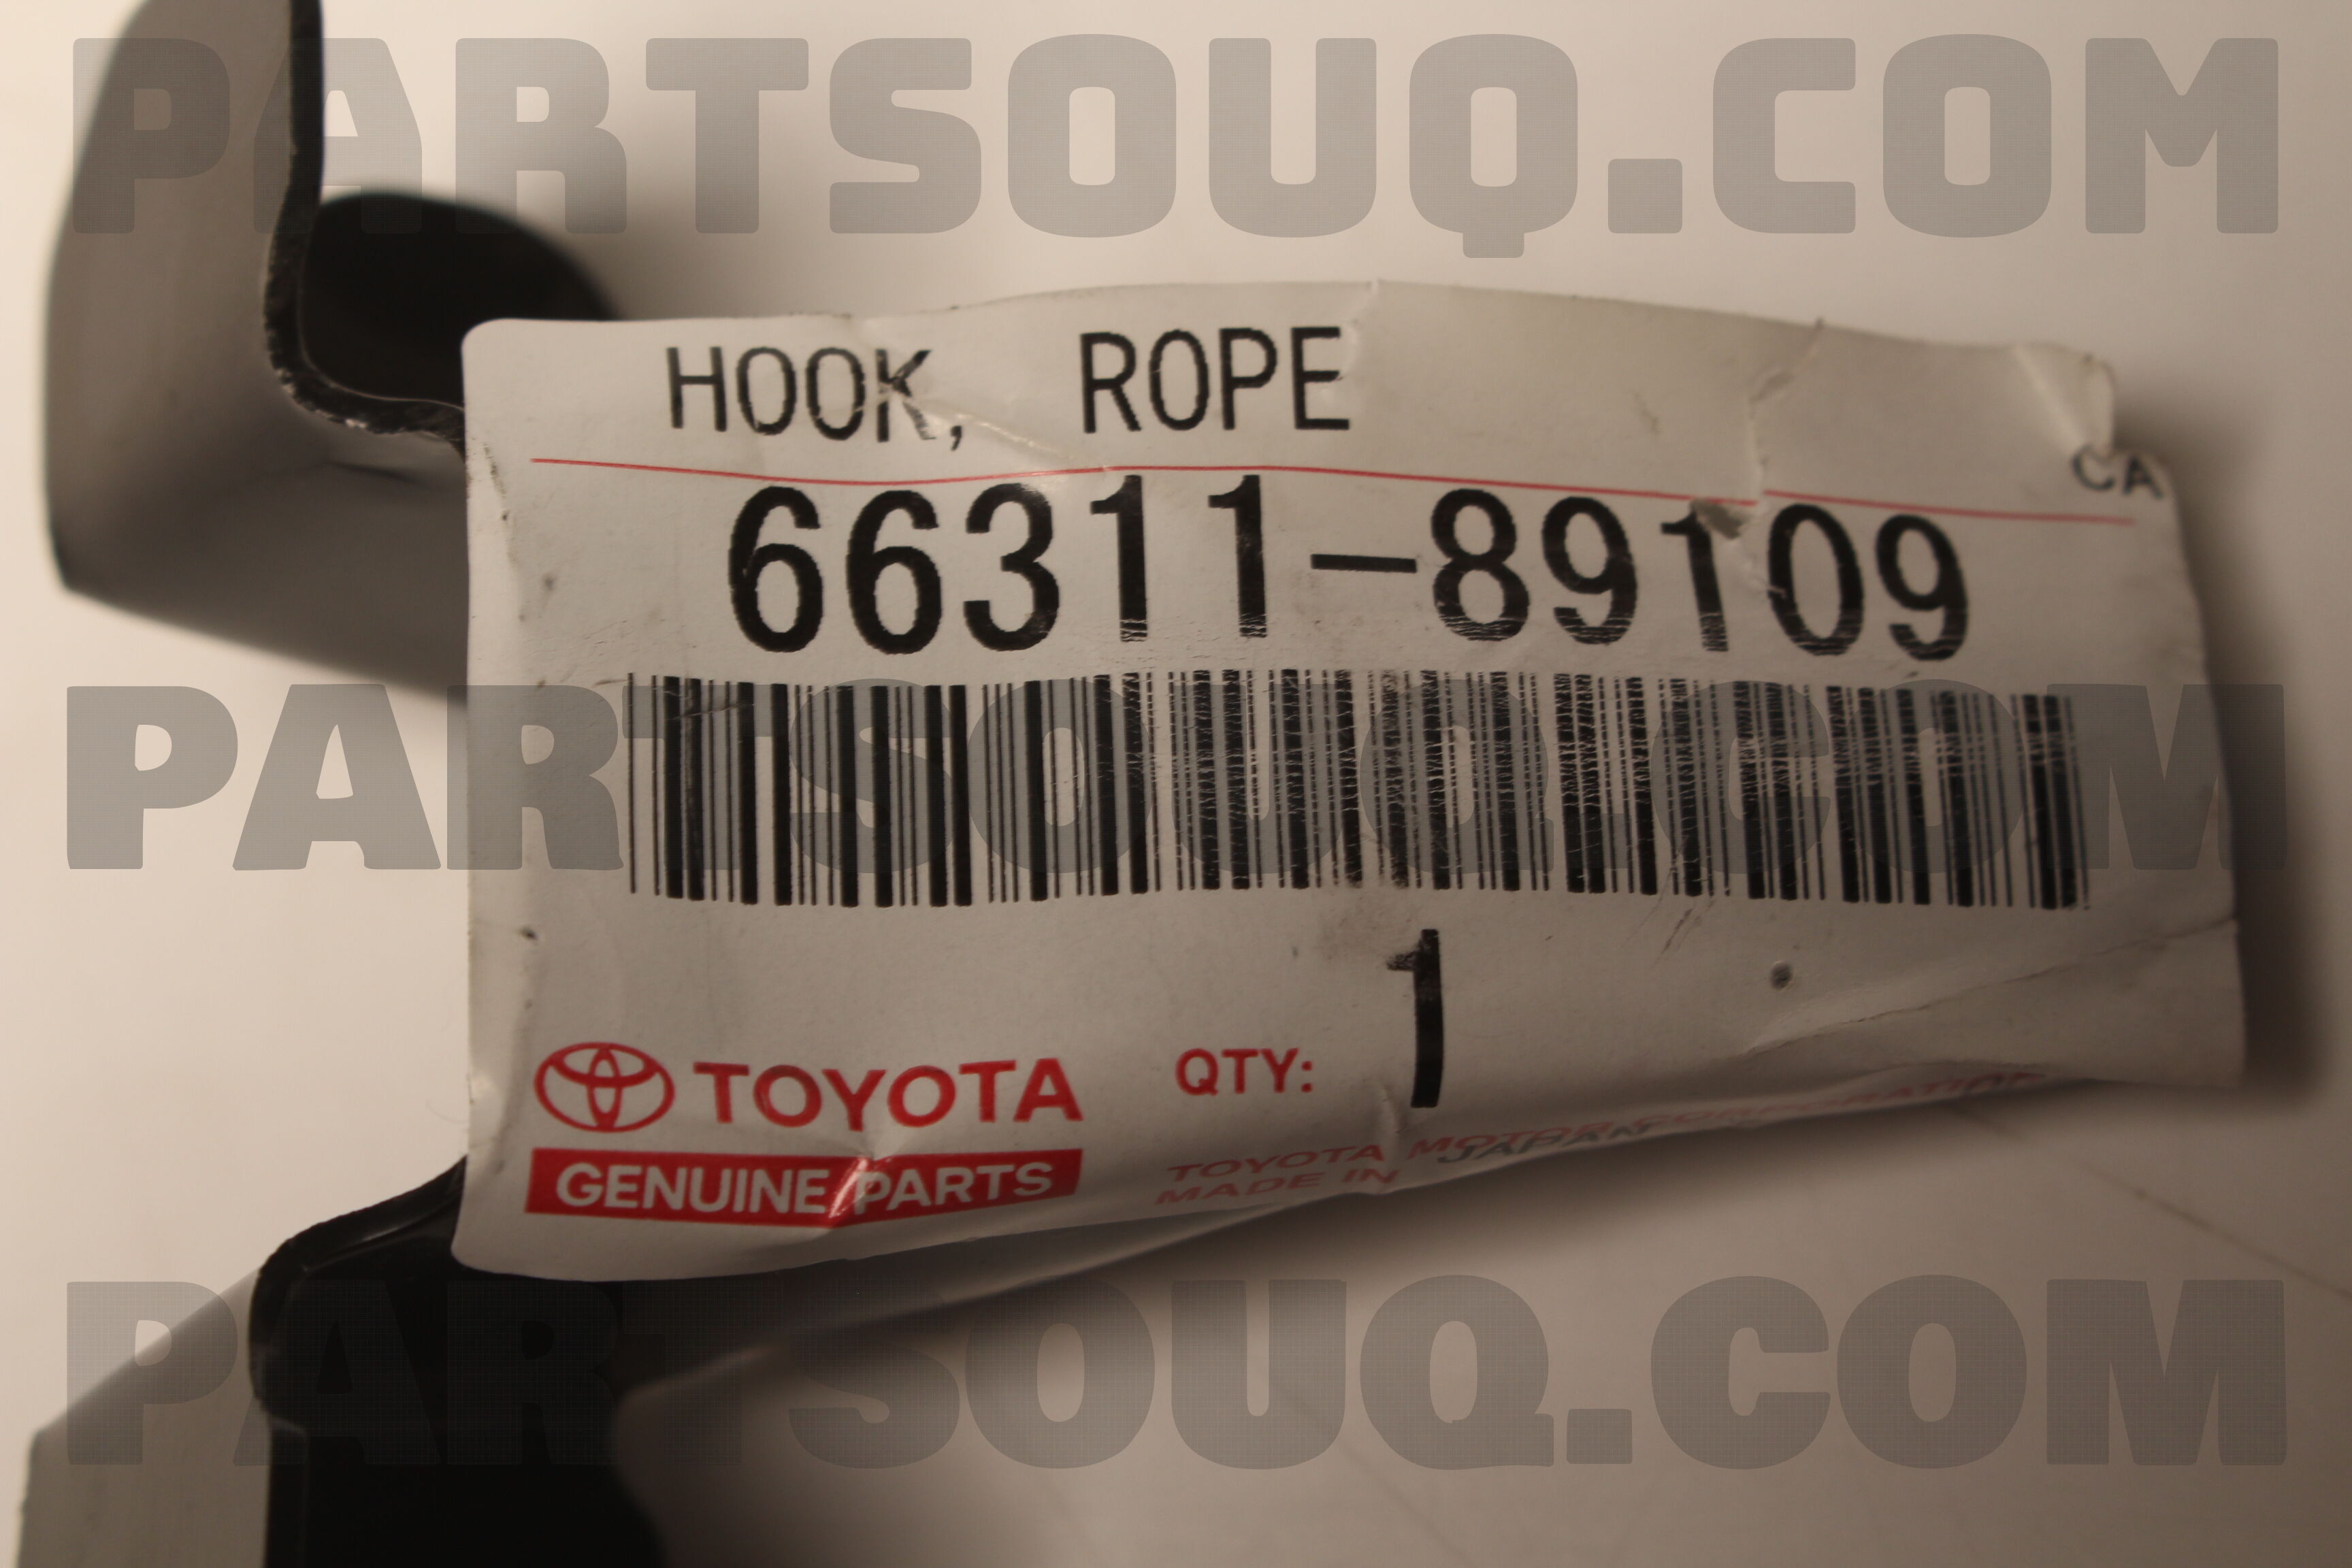 PARTSOUQ.COM
HOOK, ROPE
CA
66311-89109
PARTSOUQ.COM
1
TOYOTA QTY:
GENUINE PARTS
TOYOTA MOTOR CORPORATION
MADE IN JAPAN
PARTSOUQ.COM